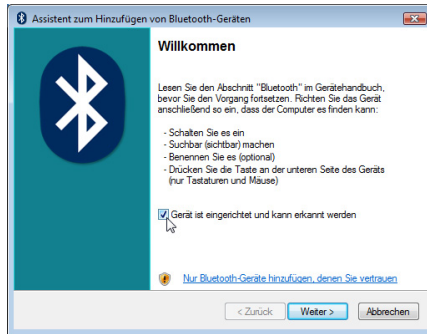 Assistent zum Hinzufügen von Bluetooth-Geräten
Willkommen
Lesen Sie den Abschnitt "Bluetooth" im Gerätehandbuch,
bevor Sie den Vorgang fortsetzen. Richten Sie das Gerät
anschließend so ein, dass der Computer es finden kann:
- Schalten Sie es ein
- Suchbar (sichtbar) machen
- Benennen Sie es (optional)
- Drücken Sie die Taste an der unteren Seite des Geräts
(nur Tastaturen und Mäuse)
Gerät ist eingerichtet und kann erkannt werden
Nur Bluetooth-Geräte hinzufügen, denen Sie vertrauen
< Zurück Weiter > Abbrechen